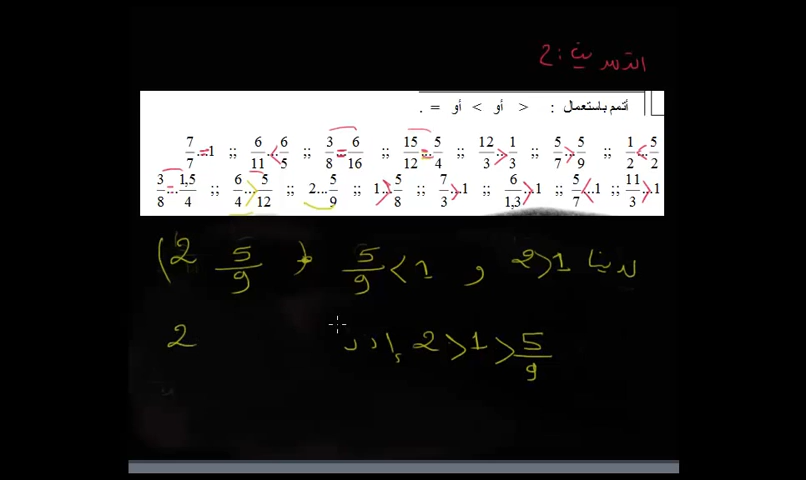 التمرين 2:
أتمم باستعمال : > أو < أو = .
7/7 = 1 ;; 6/11 < 6/5 ;; 3/8 = 6/16 ;; 15/12 = 5/4 ;; 12/3 > 1/3 ;; 5/7 > 5/9 ;; 1/2 < 5/2
3/8 = 1,5/4 ;; 6/4 > 5/12 ;; 2...5/9 ;; 1 > 5/8 ;; 7/3 > 1 ;; 6/1,3 > 1 ;; 5/7 < 1 ;; 11/3 > 1
(2 5/9) 5/9 < 1 و 2 > 1 لدينا
2 إذن 2 > 1 > 5/9